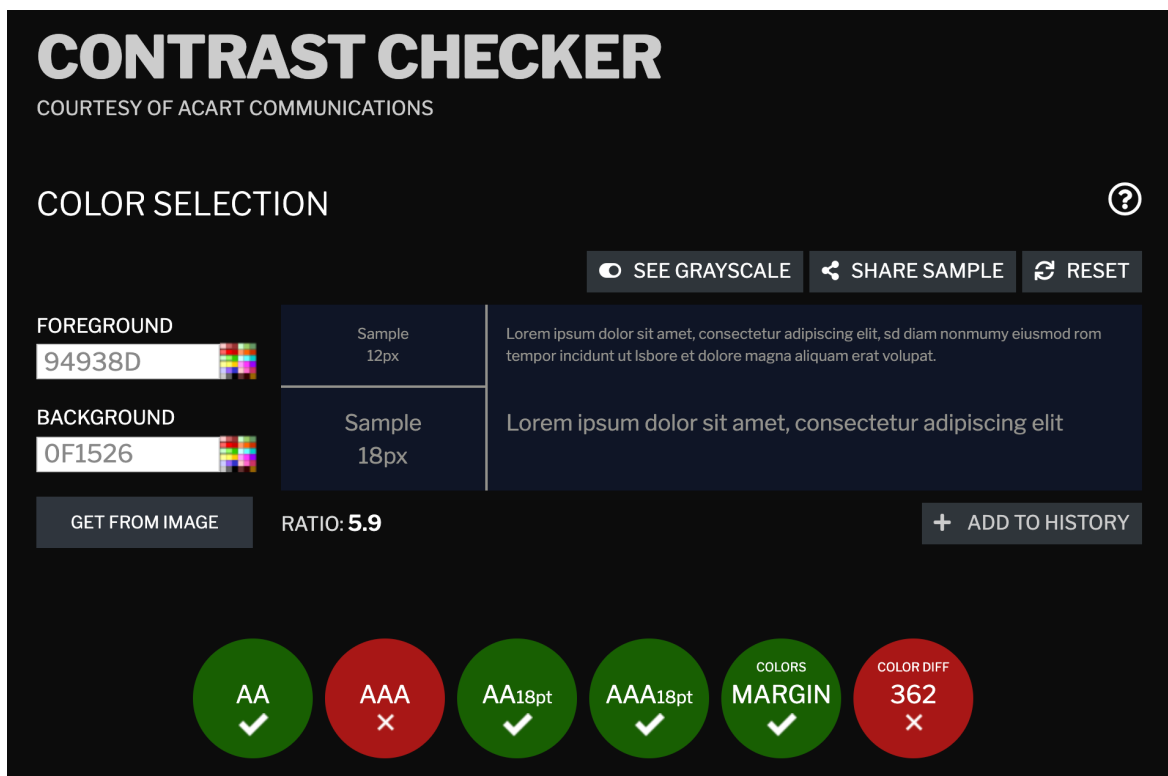 CONTRAST CHECKER
COURTESY OF ACART COMMUNICATIONS
COLOR SELECTION
?
SEE GRAYSCALE
SHARE SAMPLE
RESET
FOREGROUND
94938D
BACKGROUND
0F1526
GET FROM IMAGE
Sample
12px
Lorem ipsum dolor sit amet, consectetur adipiscing elit, sd diam nonmumy eiusmod rom
tempor incidunt ut lsbore et dolore magna aliquam erat volupat.
Sample
18px
Lorem ipsum dolor sit amet, consectetur adipiscing elit
RATIO: 5.9
+ ADD TO HISTORY
AA
AAA
AA18pt
AAA18pt
COLORS
MARGIN
COLOR DIFF
362